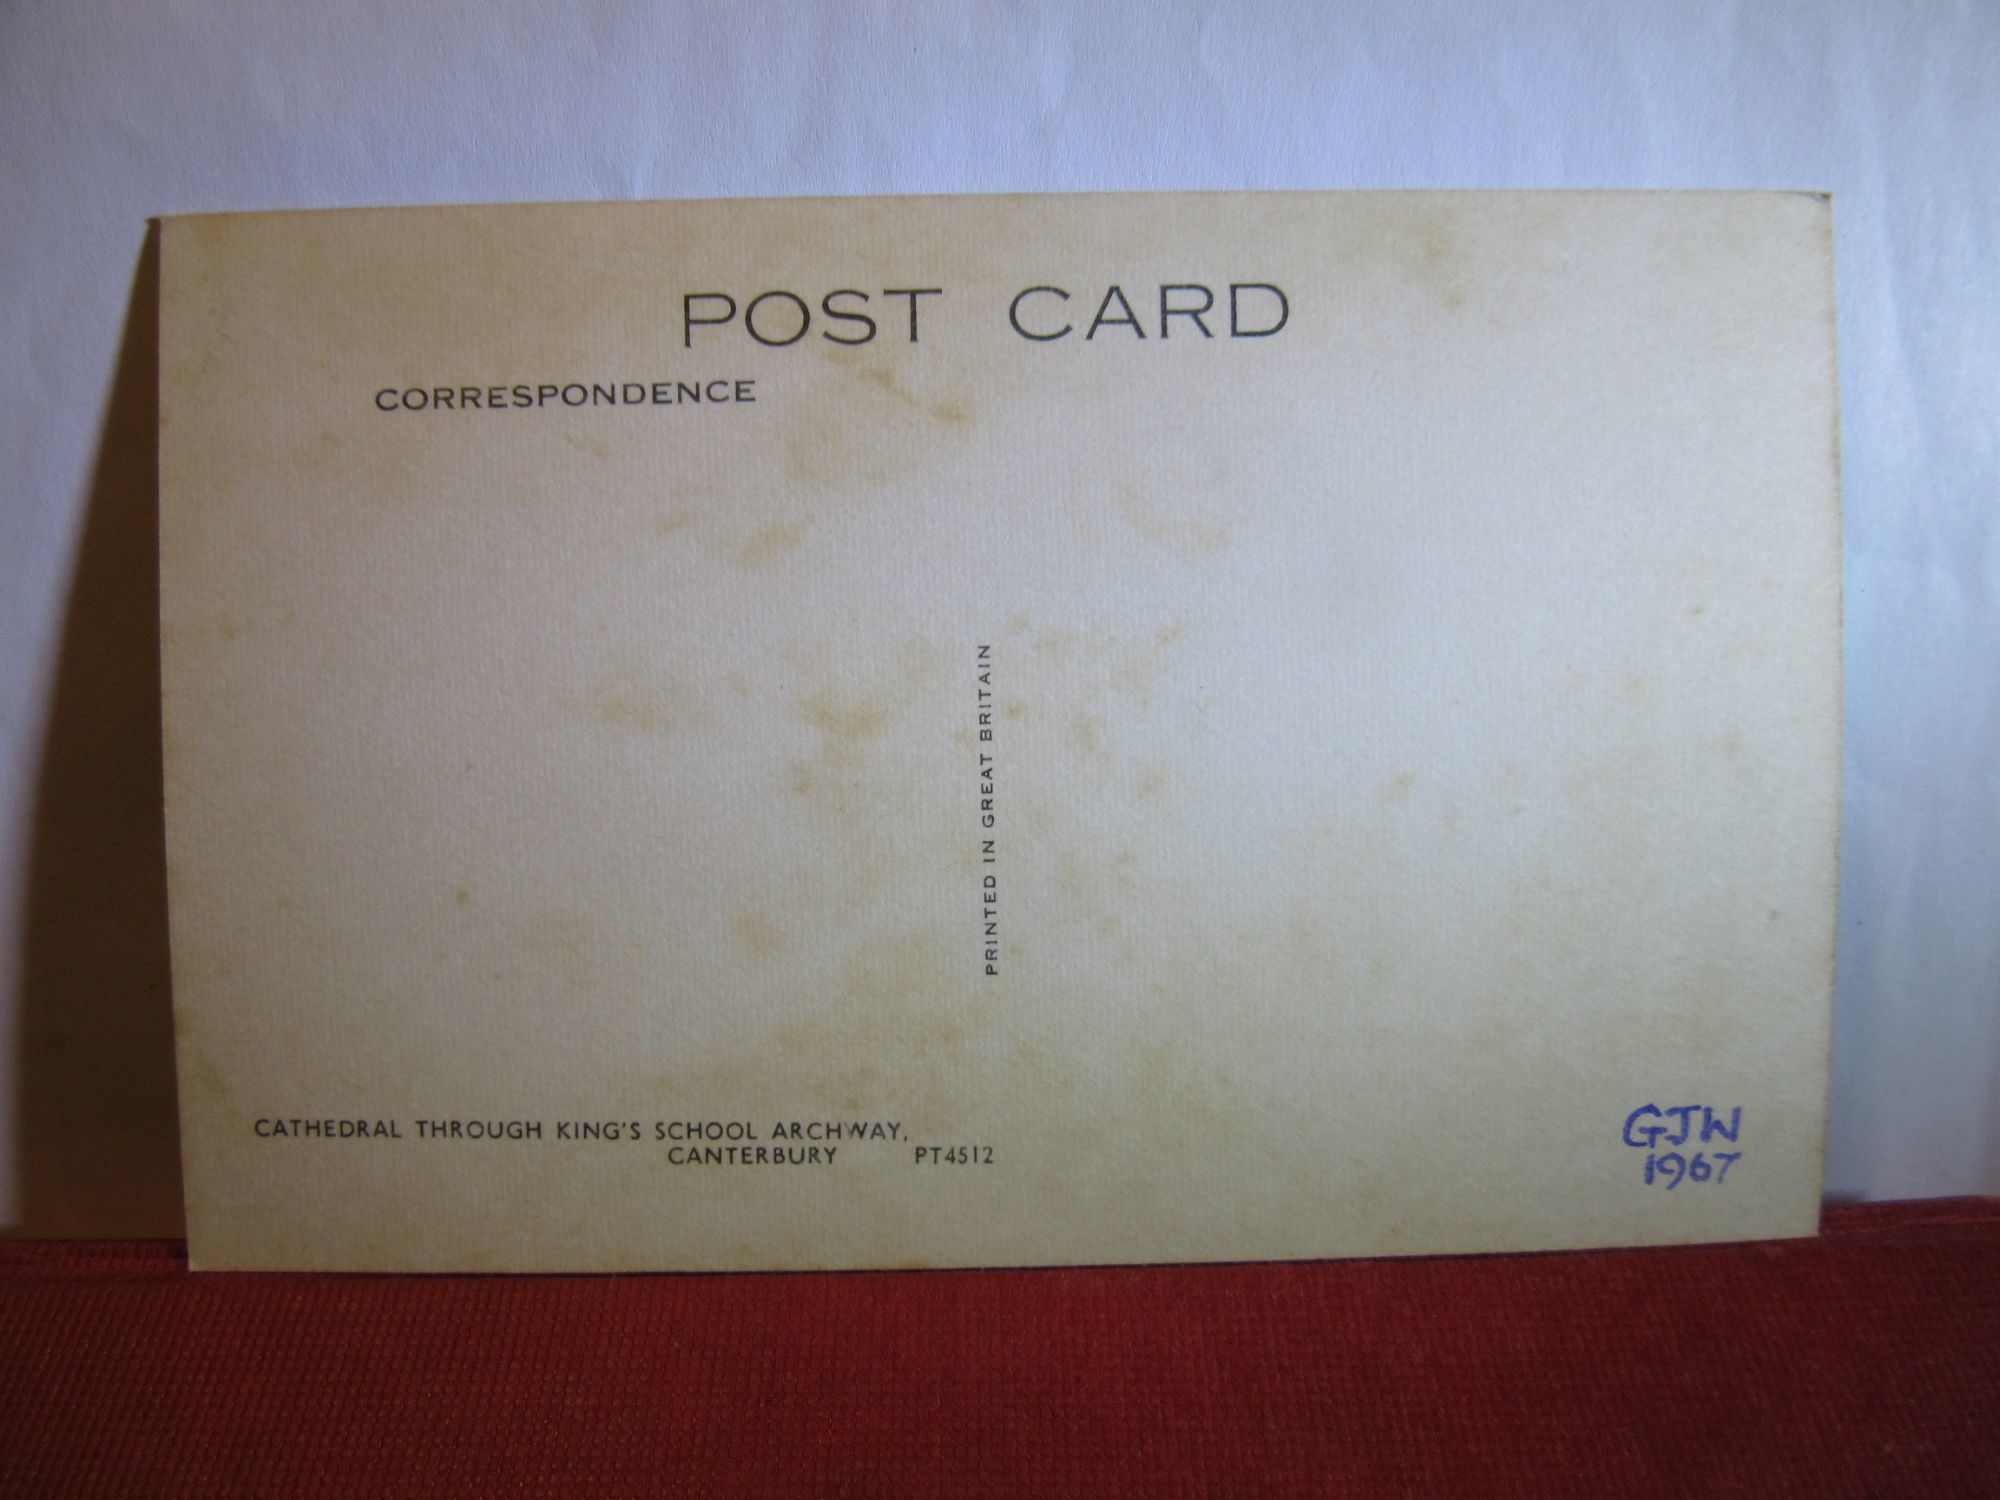 POST CARD
CORRESPONDENCE
PRINTED IN GREAT BRITAIN
CATHEDRAL THROUGH KING'S SCHOOL ARCHWAY,
CANTERBURY PT4512
GJW
1967